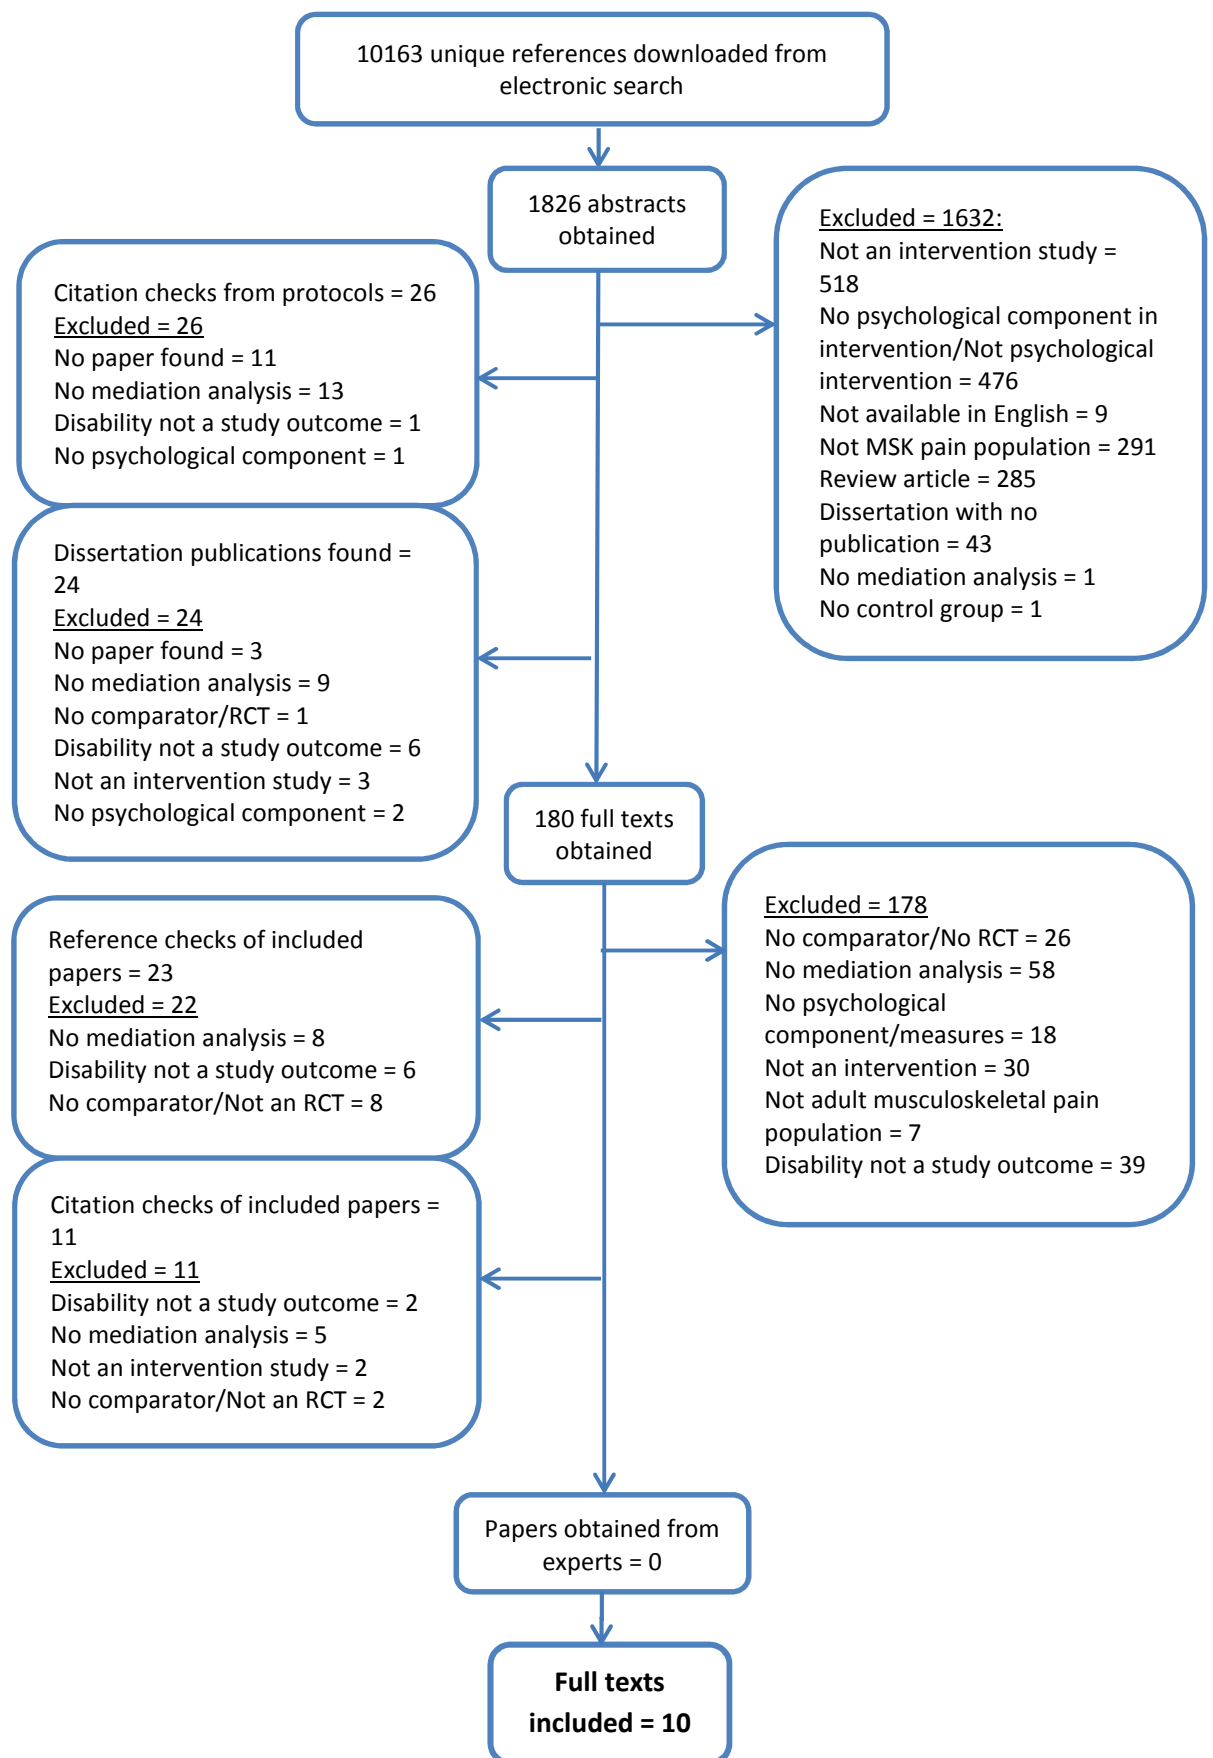 10163 unique references downloaded from
electronic search
1826 abstracts
obtained
Excluded = 1632:
Not an intervention study =
518
No psychological component in
intervention/Not psychological
intervention = 476
Not available in English = 9
Not MSK pain population = 291
Review article = 285
Dissertation with no
publication = 43
No mediation analysis = 1
No control group = 1
Citation checks from protocols = 26
Excluded = 26
No paper found = 11
No mediation analysis = 13
Disability not a study outcome = 1
No psychological component = 1
Dissertation publications found =
24
Excluded = 24
No paper found = 3
No mediation analysis = 9
No comparator/RCT = 1
Disability not a study outcome = 6
Not an intervention study = 3
No psychological component = 2
180 full texts
obtained
Excluded = 178
No comparator/No RCT = 26
No mediation analysis = 58
No psychological
component/measures = 18
Not an intervention = 30
Not adult musculoskeletal pain
population = 7
Disability not a study outcome = 39
Reference checks of included
papers = 23
Excluded = 22
No mediation analysis = 8
Disability not a study outcome = 6
No comparator/Not an RCT = 8
Citation checks of included papers =
11
Excluded = 11
Disability not a study outcome = 2
No mediation analysis = 5
Not an intervention study = 2
No comparator/Not an RCT = 2
Papers obtained from
experts = 0
Full texts
included = 10